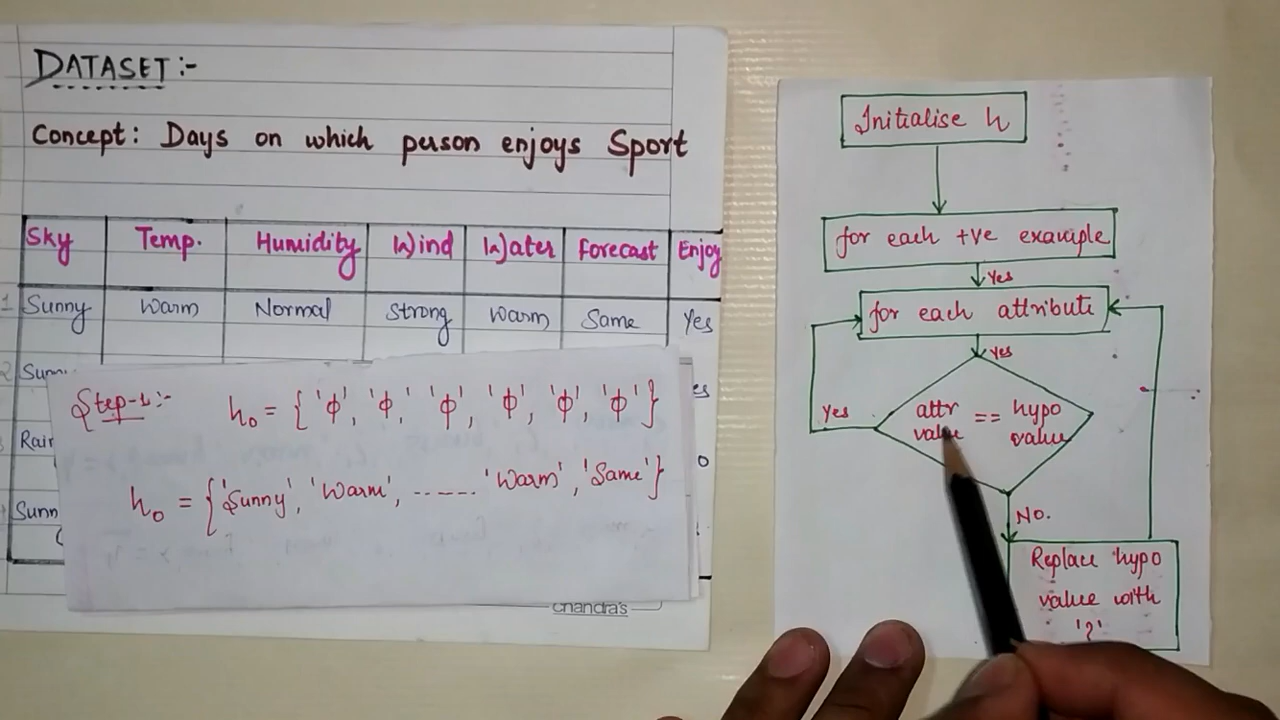 DATASET:-
Concept: Days on which person enjoys Sport
Sky Temp. Humidity Wind Water Forecast Enjoy
1 Sunny Warm Normal Strong Warm Same Yes
2
Step-1:- h₀ = { 'ϕ', 'ϕ,' 'ϕ', 'ϕ', 'ϕ', 'ϕ' }
h₀ = { 'Sunny', 'Warm', ------ 'Warm', 'Same' }
Chandra's
Initialise h
for each +ve example
Yes
for each attribute
Yes
attr value == hypo value
Yes
No.
Replace hypo
value with
'?'